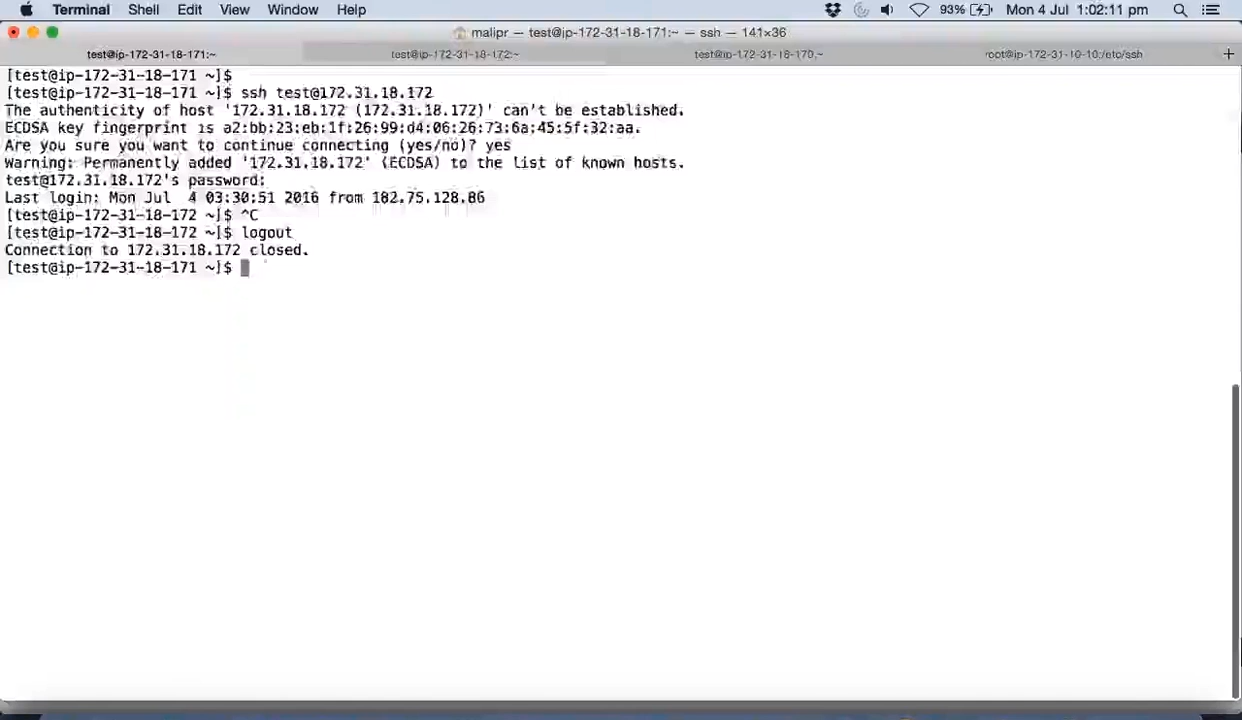 Terminal Shell Edit View Window Help 93% Mon 4 Jul 1:02:11 pm
malipr — test@ip-172-31-18-171:~ — ssh — 141×36
test@ip-172-31-18-171:~ test@ip-172-31-18-172:~ test@ip-172-31-18-170:~ root@ip-172-31-10-10:/etc/ssh
[test@ip-172-31-18-171 ~]$
[test@ip-172-31-18-171 ~]$ ssh test@172.31.18.172
The authenticity of host '172.31.18.172 (172.31.18.172)' can't be established.
ECDSA key fingerprint is a2:bb:23:eb:1f:26:99:d4:06:26:73:6a:45:5f:32:aa.
Are you sure you want to continue connecting (yes/no)? yes
Warning: Permanently added '172.31.18.172' (ECDSA) to the list of known hosts.
test@172.31.18.172's password:
Last login: Mon Jul  4 03:30:51 2016 from 182.75.128.86
[test@ip-172-31-18-172 ~]$ ^C
[test@ip-172-31-18-172 ~]$ logout
Connection to 172.31.18.172 closed.
[test@ip-172-31-18-171 ~]$